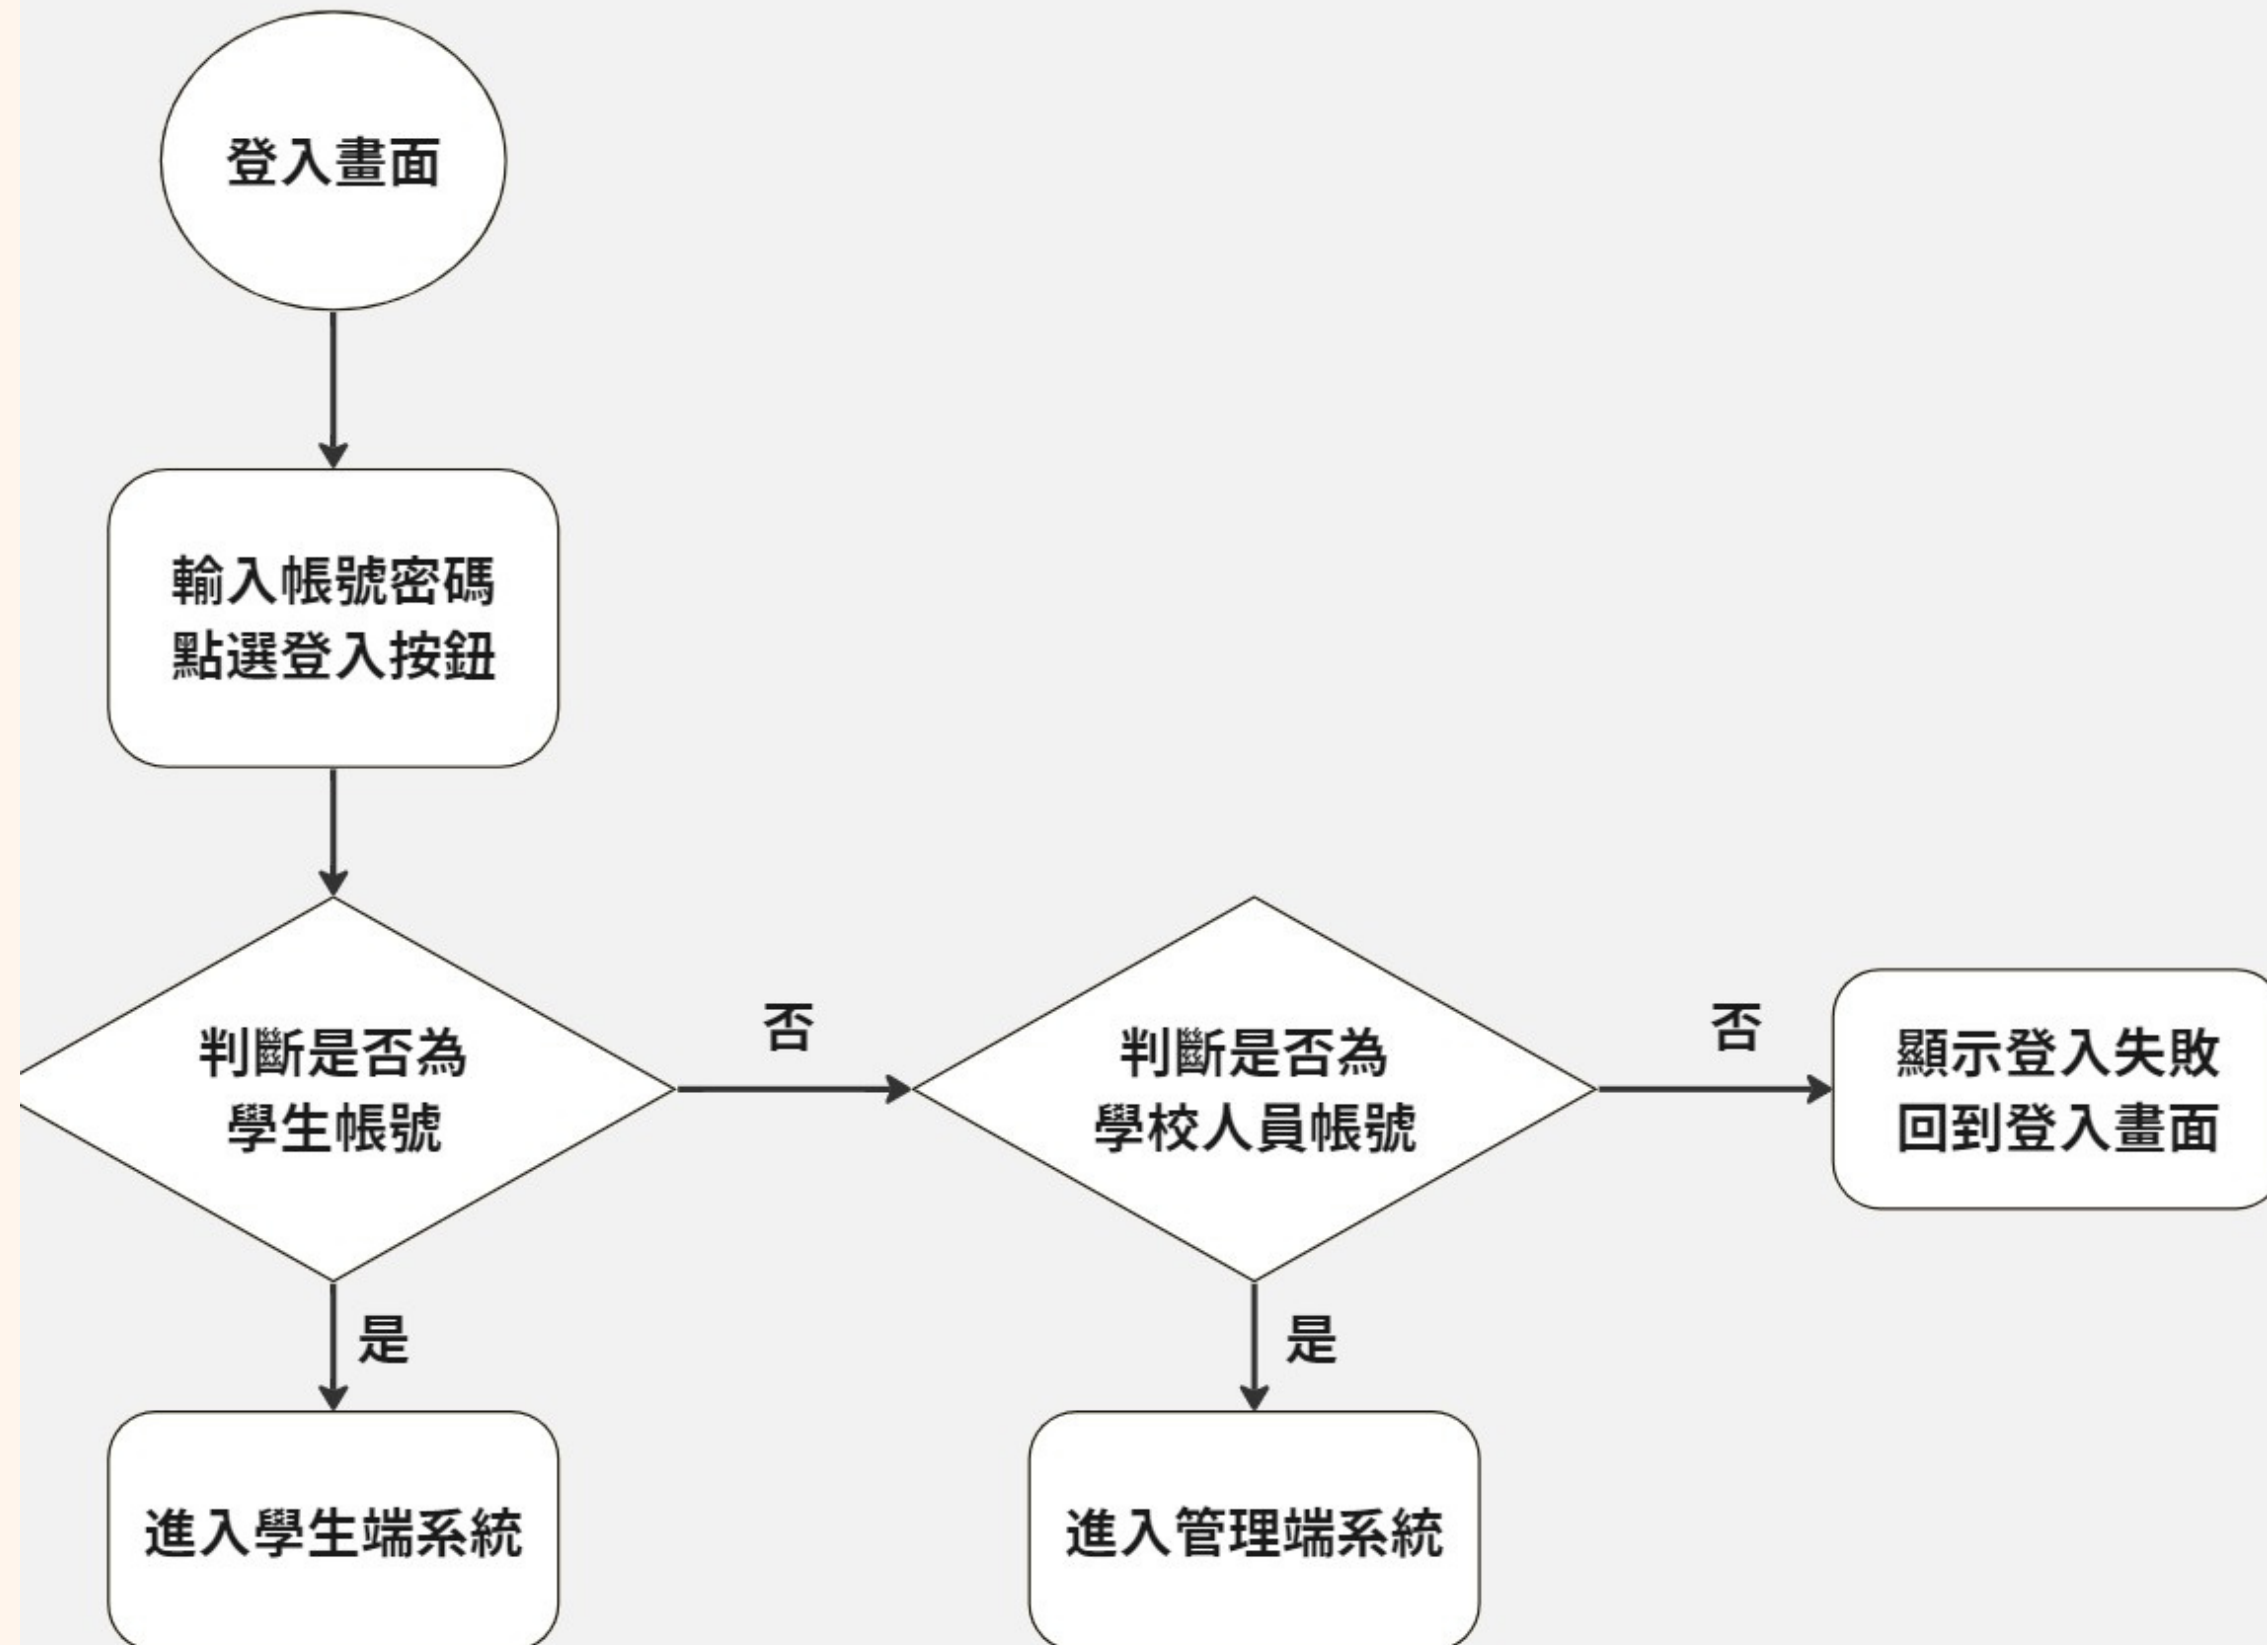 登入畫面
輸入帳號密碼
點選登入按鈕
判斷是否為
學生帳號
否
判斷是否為
學校人員帳號
否
顯示登入失敗
回到登入畫面
是
是
進入學生端系統
進入管理端系統